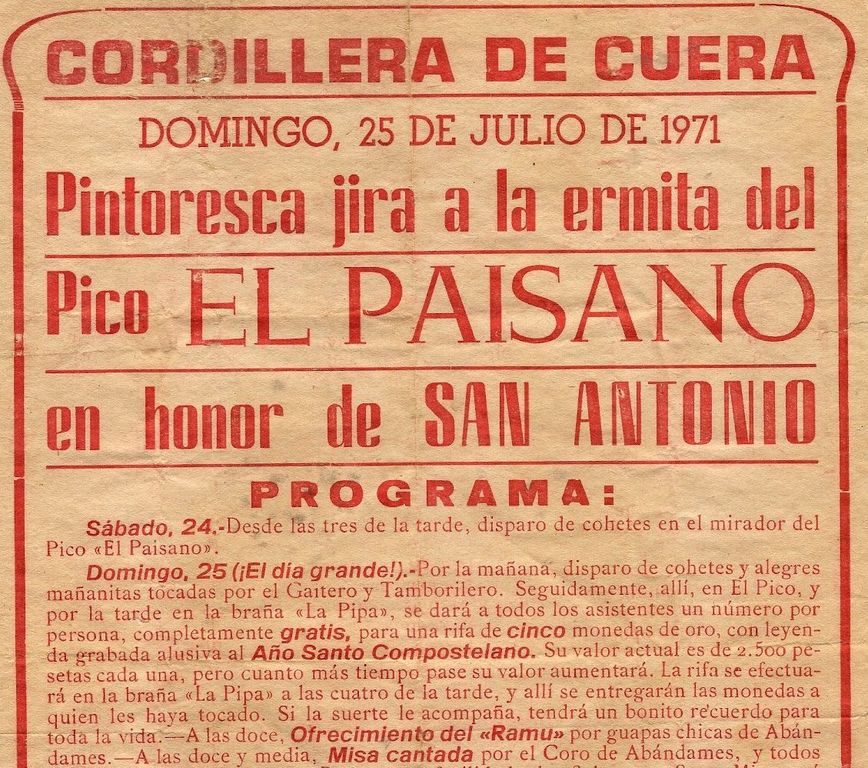 CORDILLERA DE CUERA
DOMINGO, 25 DE JULIO DE 1971
Pintoresca jira a la ermita del
Pico EL PAISANO
en honor de SAN ANTONIO
PROGRAMA:
Sábado, 24.-Desde las tres de la tarde, disparo de cohetes en el mirador del
Pico «El Paisano».
Domingo, 25 (¡El día grande!).-Por la mañana, disparo de cohetes y alegres
mañanitas tocadas por el Gaitero y Tamborilero. Seguidamente, allí, en El Pico, y
por la tarde en la braña «La Pipa», se dará a todos los asistentes un número por
persona, completamente gratis, para una rifa de cinco monedas de oro, con leyen-
da grabada alusiva al Año Santo Compostelano. Su valor actual es de 2.500 pe-
setas cada una, pero cuanto más tiempo pase su valor aumentará. La rifa se efectua-
rá en la braña «La Pipa» a las cuatro de la tarde, y allí se entregarán las monedas a
quien les haya tocado. Si la suerte le acompaña, tendrá un bonito recuerdo para
toda la vida.—A las doce, Ofrecimiento del «Ramu» por guapas chicas de Abán-
dames.—A las doce y media, Misa cantada por el Coro de Abándames, y todos